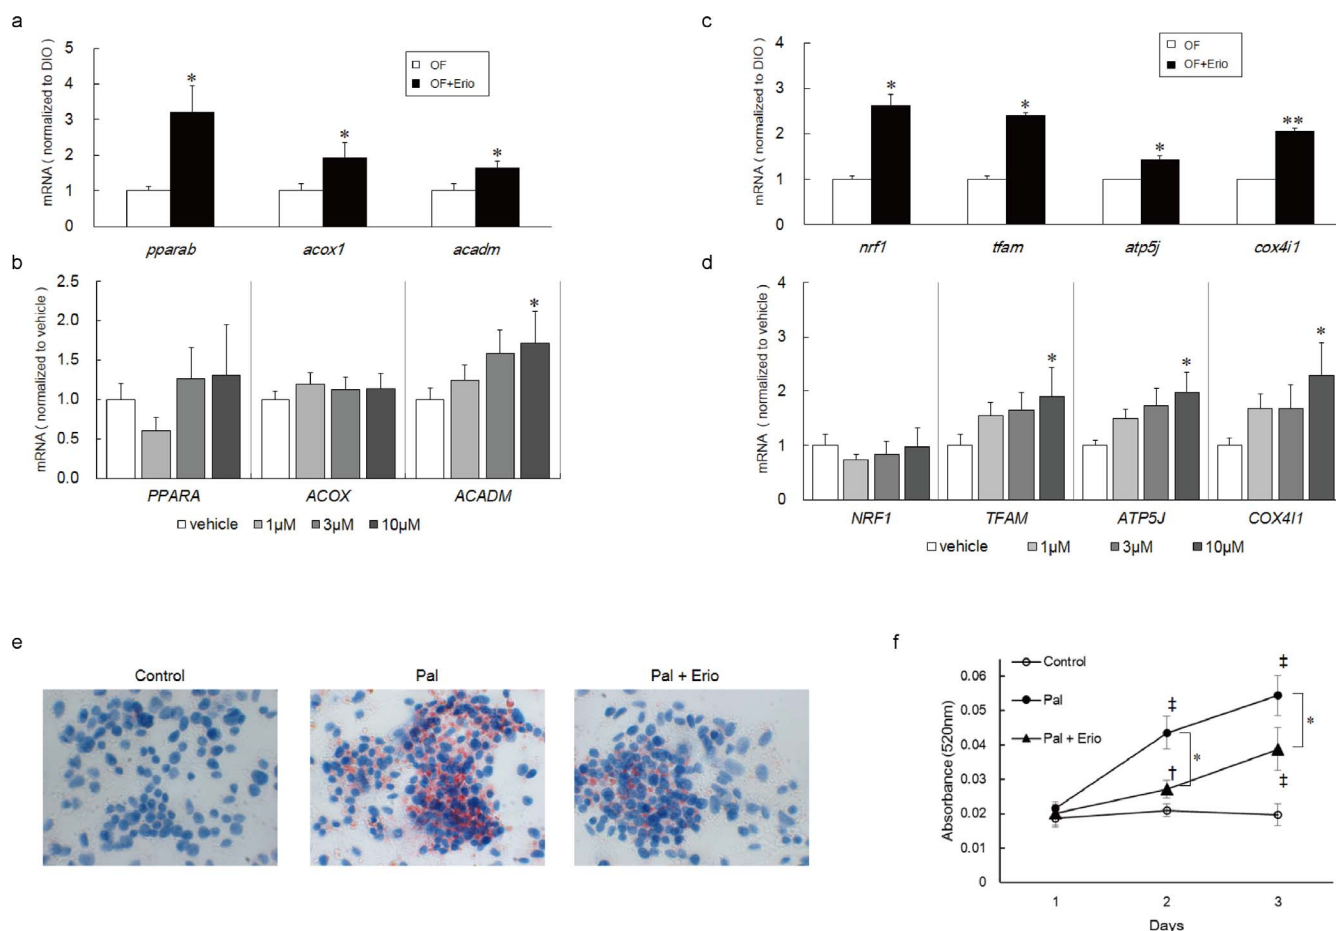 a
mRNA ( normalized to DIO )
5
4
3
2
1
0
OF
OF+Erio
*
*
*
pparab acox1 acadm
b
mRNA ( normalized to vehicle )
2.5
2.0
1.5
1.0
0.5
0.0
*
PPARA ACOX ACADM
vehicle 1µM 3µM 10µM
c
mRNA ( normalized to DIO )
4
3
2
1
0
OF
OF+Erio
* * * **
nrf1 tfam atp5j cox4i1
d
mRNA ( normalized to vehicle )
4
3
2
1
0
* * *
NRF1 TFAM ATP5J COX4I1
vehicle 1µM 3µM 10µM
e
Control Pal Pal + Erio
f
Absorbance (520nm)
0.06
0.05
0.04
0.03
0.02
0.01
0
Control
Pal
Pal + Erio
‡
†
*
‡
*
‡
1 2 3
Days